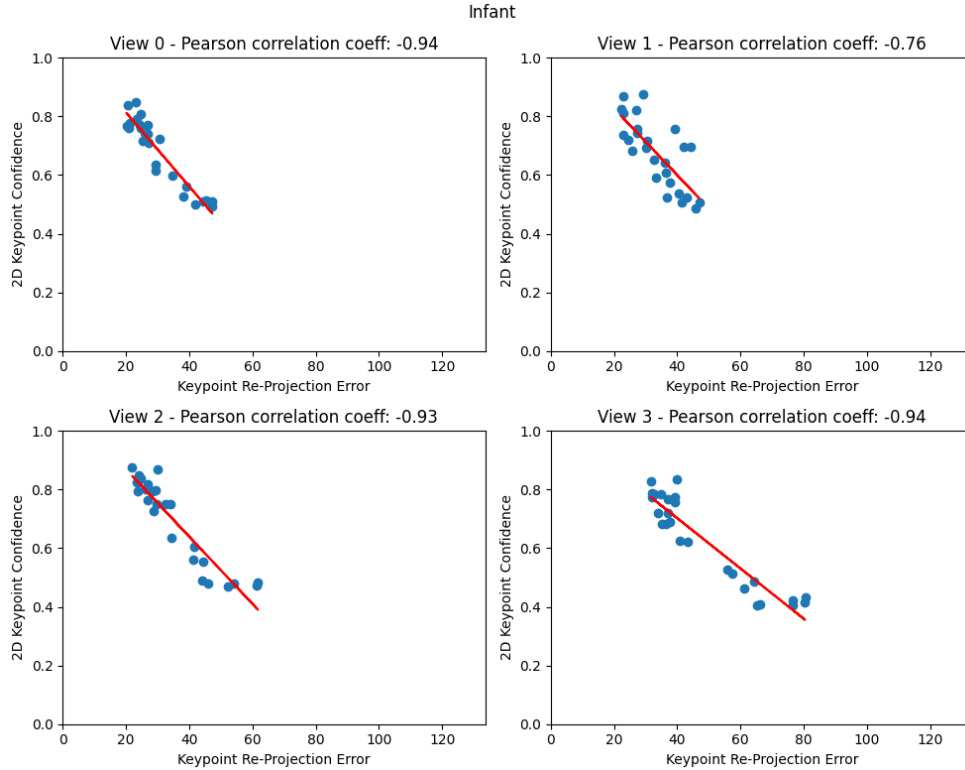 Infant
View 0 - Pearson correlation coeff: -0.94
View 1 - Pearson correlation coeff: -0.76
1.0
0.8
0.6
0.4
0.2
0.0
2D Keypoint Confidence
0 20 40 60 80 100 120
Keypoint Re-Projection Error
1.0
0.8
0.6
0.4
0.2
0.0
2D Keypoint Confidence
0 20 40 60 80 100 120
Keypoint Re-Projection Error
View 2 - Pearson correlation coeff: -0.93
View 3 - Pearson correlation coeff: -0.94
1.0
0.8
0.6
0.4
0.2
0.0
2D Keypoint Confidence
0 20 40 60 80 100 120
Keypoint Re-Projection Error
1.0
0.8
0.6
0.4
0.2
0.0
2D Keypoint Confidence
0 20 40 60 80 100 120
Keypoint Re-Projection Error